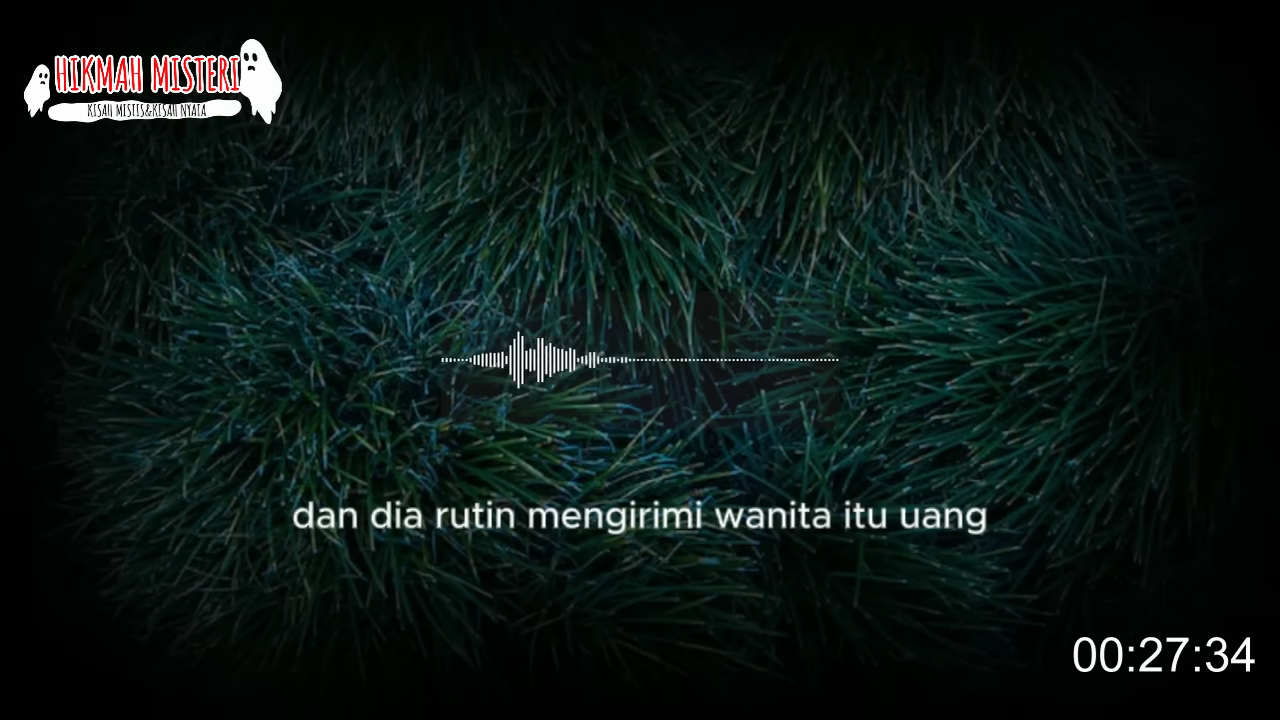 HIKMAH MISTERI
KISAH MISTIS&KISAH NYATA
dan dia rutin mengirimi wanita itu uang
00:27:34